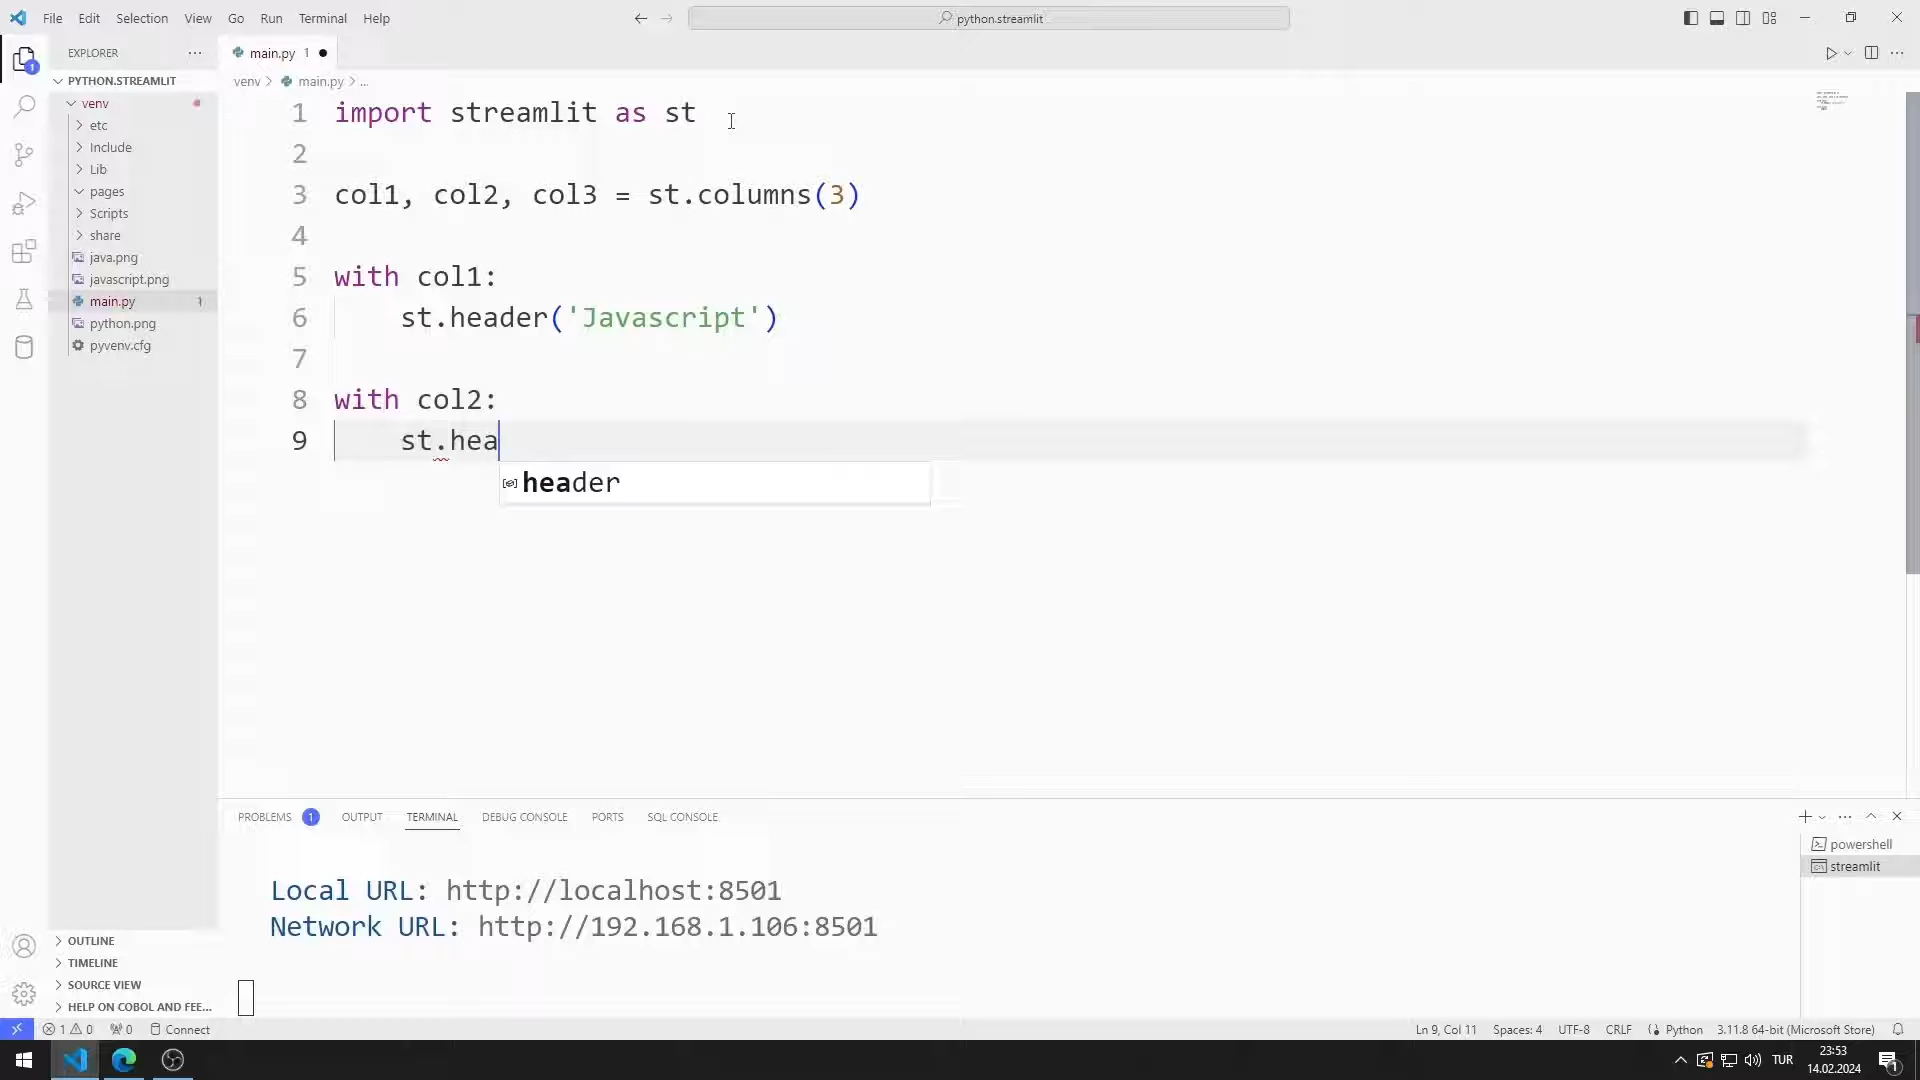 File Edit Selection View Go Run Terminal Help
python.streamlit
EXPLORER
main.py 1
PYTHON.STREAMLIT
venv > main.py > ...
venv
etc
Include
Lib
pages
Scripts
share
java.png
javascript.png
main.py 1
python.png
pyvenv.cfg
1 import streamlit as st
2
3 col1, col2, col3 = st.columns(3)
4
5 with col1:
6 st.header('Javascript')
7
8 with col2:
9 st.hea
header
PROBLEMS 1 OUTPUT TERMINAL DEBUG CONSOLE PORTS SQL CONSOLE
powershell
streamlit
Local URL: http://localhost:8501
Network URL: http://192.168.1.106:8501
OUTLINE
TIMELINE
SOURCE VIEW
HELP ON COBOL AND FEE...
1 0 0 Connect
Ln 9, Col 11 Spaces: 4 UTF-8 CRLF Python 3.11.8 64-bit (Microsoft Store)
TUR
23:53
14.02.2024
1
1